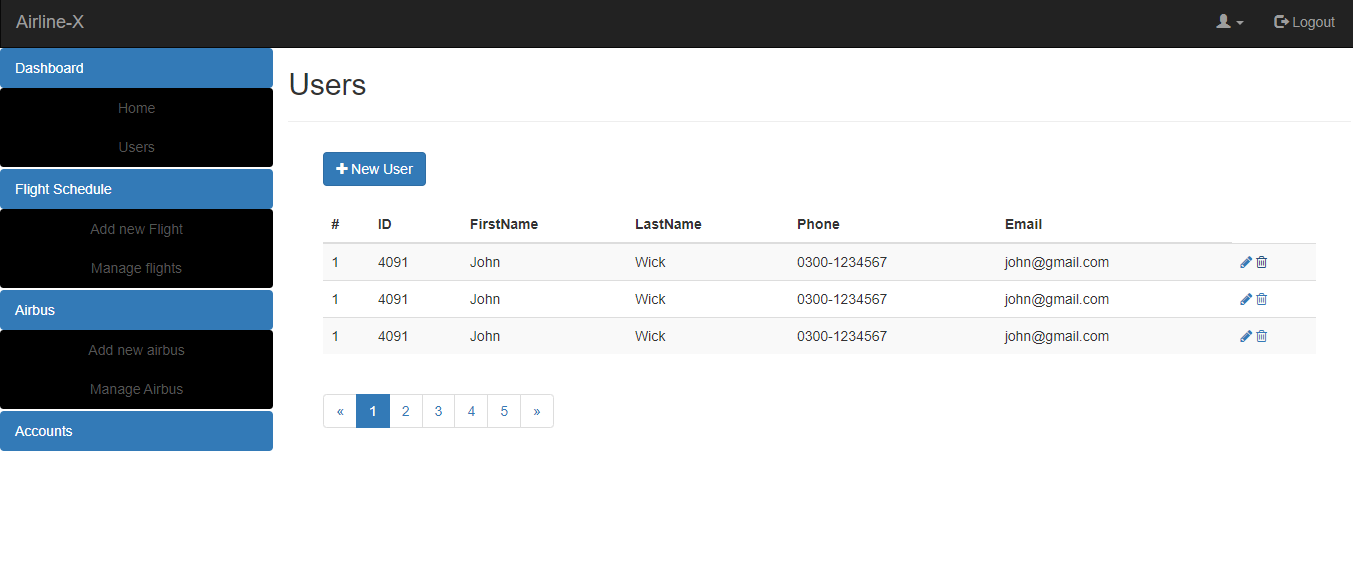 Airline-X Logout
Dashboard
Home
Users
Flight Schedule
Add new Flight
Manage flights
Airbus
Add new airbus
Manage Airbus
Accounts
Users
New User
# ID FirstName LastName Phone Email
1 4091 John Wick 0300-1234567 john@gmail.com
1 4091 John Wick 0300-1234567 john@gmail.com
1 4091 John Wick 0300-1234567 john@gmail.com
« 1 2 3 4 5 »